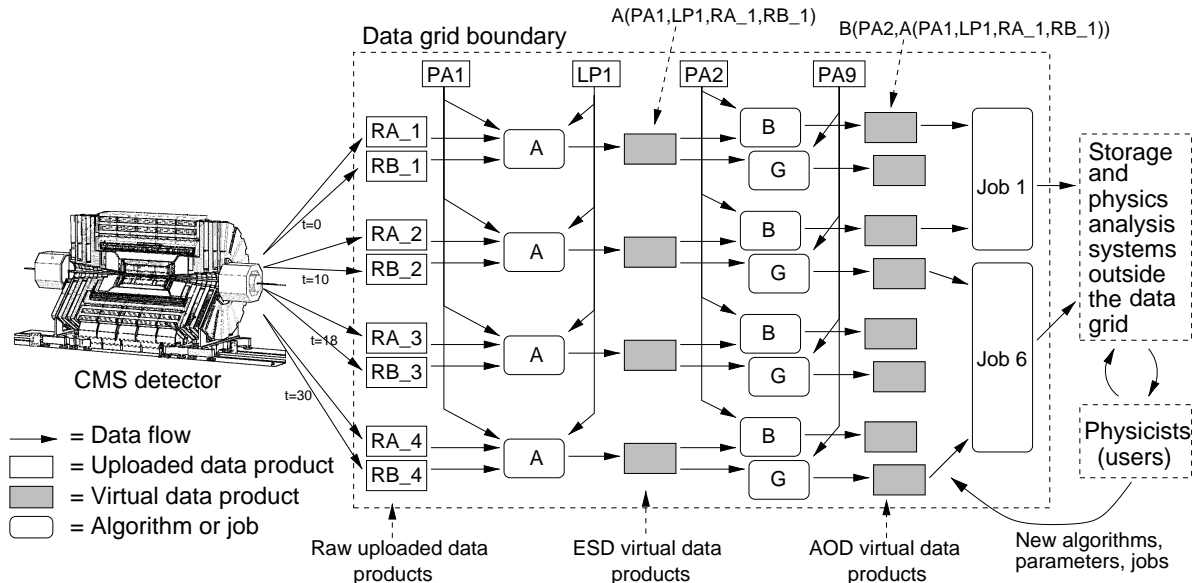 A(PA1,LP1,RA_1,RB_1)
B(PA2,A(PA1,LP1,RA_1,RB_1))
Data grid boundary
PA1
LP1
PA2
PA9
RA_1
RB_1
A
B
G
t=0
RA_2
RB_2
A
B
G
t=10
RA_3
RB_3
A
B
G
t=18
RA_4
RB_4
A
B
G
t=30
Job 1
Job 6
Storage
and
physics
analysis
systems
outside
the data
grid
Physicists
(users)
New algorithms,
parameters, jobs
CMS detector
= Data flow
= Uploaded data product
= Virtual data product
= Algorithm or job
Raw uploaded data
products
ESD virtual data
products
AOD virtual data
products